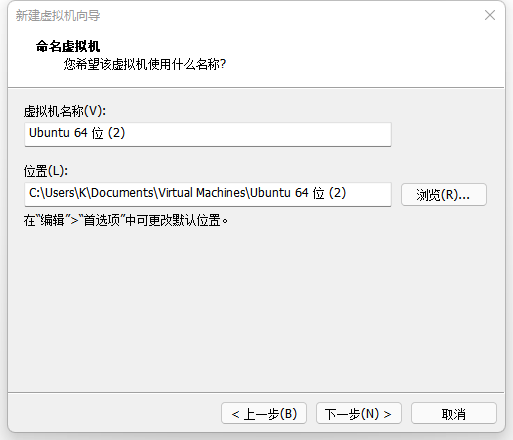 新建虚拟机向导
命名虚拟机
您希望该虚拟机使用什么名称?
虚拟机名称(V):
Ubuntu 64 位 (2)
位置(L):
C:\Users\K\Documents\Virtual Machines\Ubuntu 64 位 (2)
浏览(R)...
在“编辑”>“首选项”中可更改默认位置。
< 上一步(B)
下一步(N) >
取消